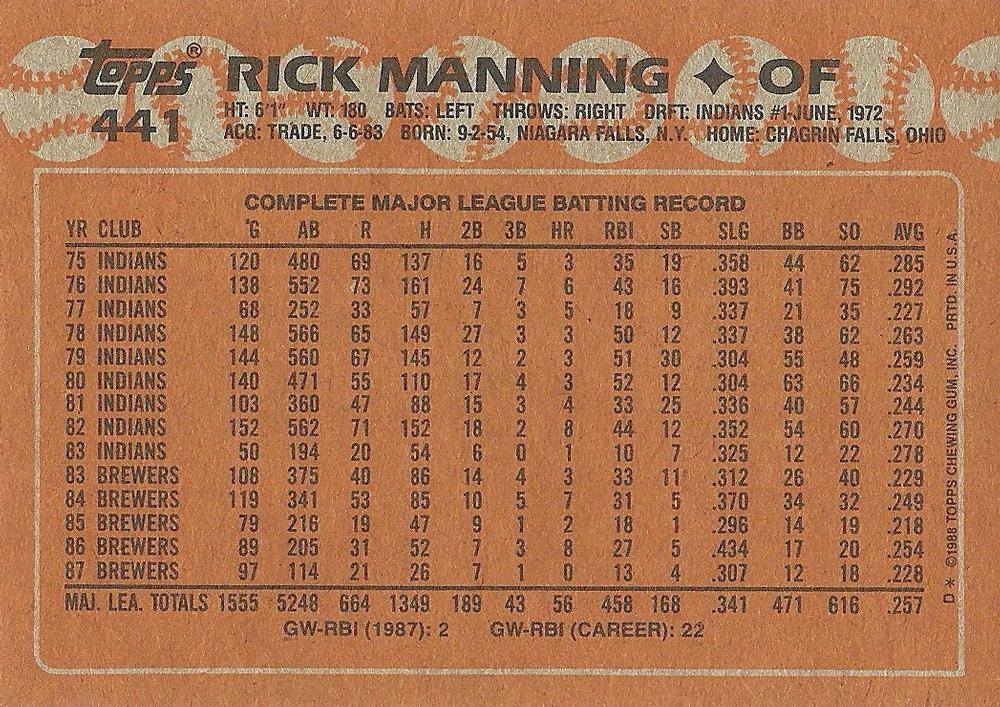 Topps® RICK MANNING ✦ OF
441 HT: 6'1" WT: 180 BATS: LEFT THROWS: RIGHT DRFT: INDIANS #1-JUNE, 1972
ACQ: TRADE, 6-6-83 BORN: 9-2-54, NIAGARA FALLS, N.Y. HOME: CHAGRIN FALLS, OHIO
COMPLETE MAJOR LEAGUE BATTING RECORD
YR CLUB G AB R H 2B 3B HR RBI SB SLG BB SO AVG
75 INDIANS 120 480 69 137 16 5 3 35 19 .358 44 62 .285
76 INDIANS 138 552 73 161 24 7 6 43 16 .393 41 75 .292
77 INDIANS 68 252 33 57 7 3 5 18 9 .337 21 35 .227
78 INDIANS 148 566 65 149 27 3 3 50 12 .337 38 62 .263
79 INDIANS 144 560 67 145 12 2 3 51 30 .304 55 48 .259
80 INDIANS 140 471 55 110 17 4 3 52 12 .304 63 66 .234
81 INDIANS 103 360 47 88 15 3 4 33 25 .336 40 57 .244
82 INDIANS 152 562 71 152 18 2 8 44 12 .352 54 60 .270
83 INDIANS 50 194 20 54 6 0 1 10 7 .325 12 22 .278
83 BREWERS 108 375 40 86 14 4 3 33 11 .312 26 40 .229
84 BREWERS 119 341 53 85 10 5 7 31 5 .370 34 32 .249
85 BREWERS 79 216 19 47 9 1 2 18 1 .296 14 19 .218
86 BREWERS 89 205 31 52 7 3 8 27 5 .434 17 20 .254
87 BREWERS 97 114 21 26 7 1 0 13 4 .307 12 18 .228
MAJ. LEA. TOTALS 1555 5248 664 1349 189 43 56 458 168 .341 471 616 .257
GW-RBI (1987): 2 GW-RBI (CAREER): 22
D* ©1988 TOPPS CHEWING GUM, INC. PRTD. IN U.S.A.